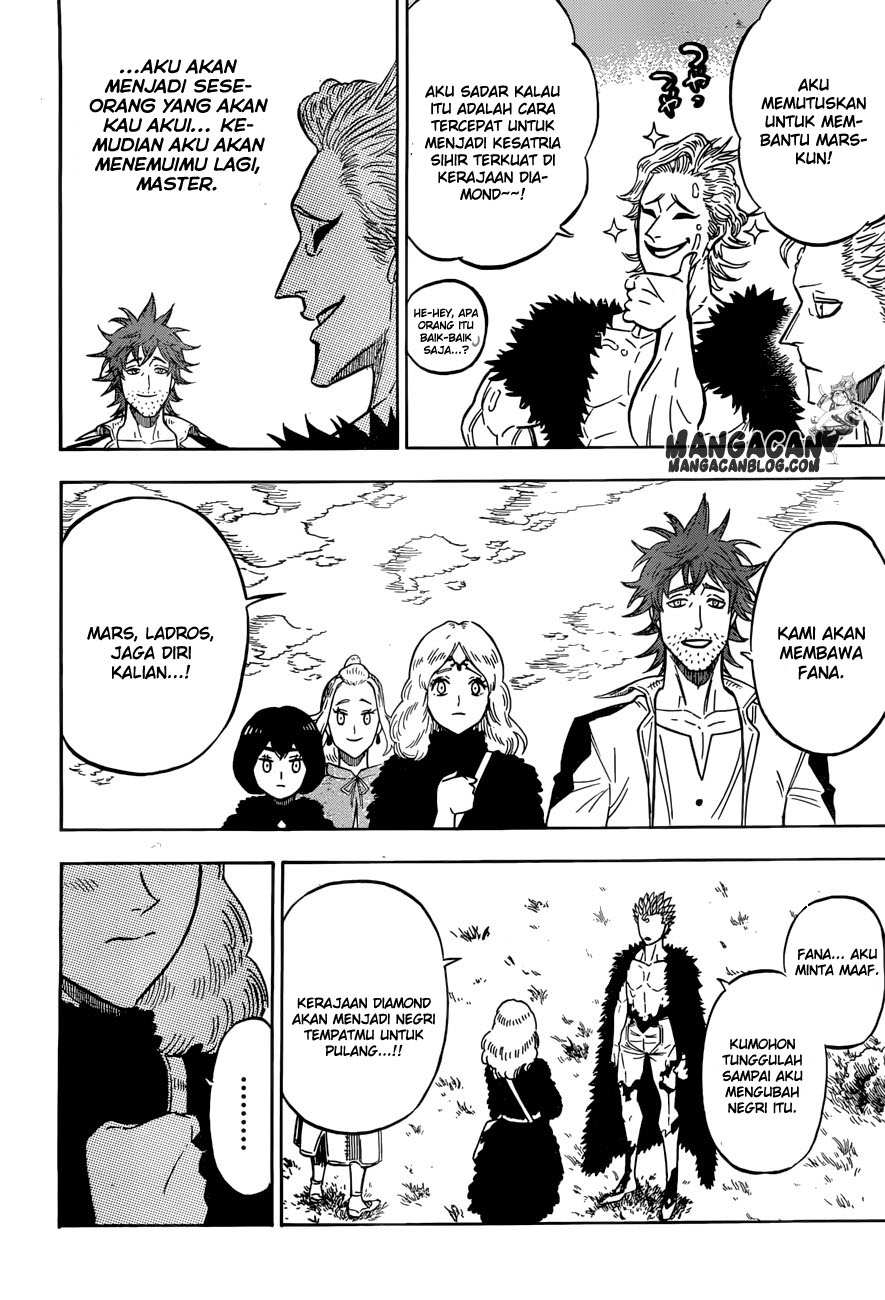 AKU
MEMUTUSKAN
UNTUK MEM-
BANTU MARS-
KUN!
AKU SADAR KALAU
ITU ADALAH CARA
TERCEPAT UNTUK
MENJADI KESATRIA
SIHIR TERKUAT DI
KERAJAAN DIA-
MOND~~!
HE-HEY, APA
ORANG ITU
BAIK-BAIK
SAJA...?
...AKU AKAN
MENJADI SESE-
ORANG YANG AKAN
KAU AKUI... KE-
MUDIAN AKU AKAN
MENEMUIMU LAGI,
MASTER.
MANGACAN
MANGACANBLOG.COM
KAMI AKAN
MEMBAWA
FANA.
MARS, LADROS,
JAGA DIRI
KALIAN...!
FANA... AKU
MINTA MAAF.
KUMOHON
TUNGGULAH
SAMPAI AKU
MENGUBAH
NEGRI ITU.
KERAJAAN DIAMOND
AKAN MENJADI NEGRI
TEMPATMU UNTUK
PULANG...!!
.........